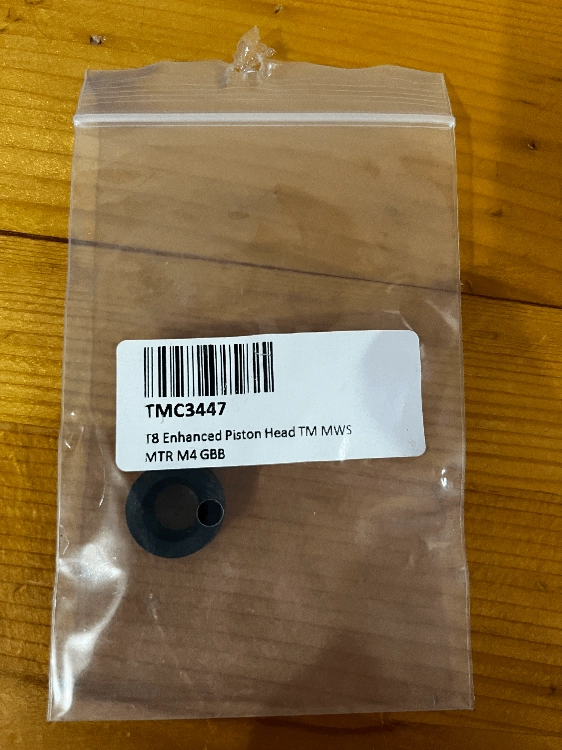 TMC3447
T8 Enhanced Piston Head TM MWS
MTR M4 GBB